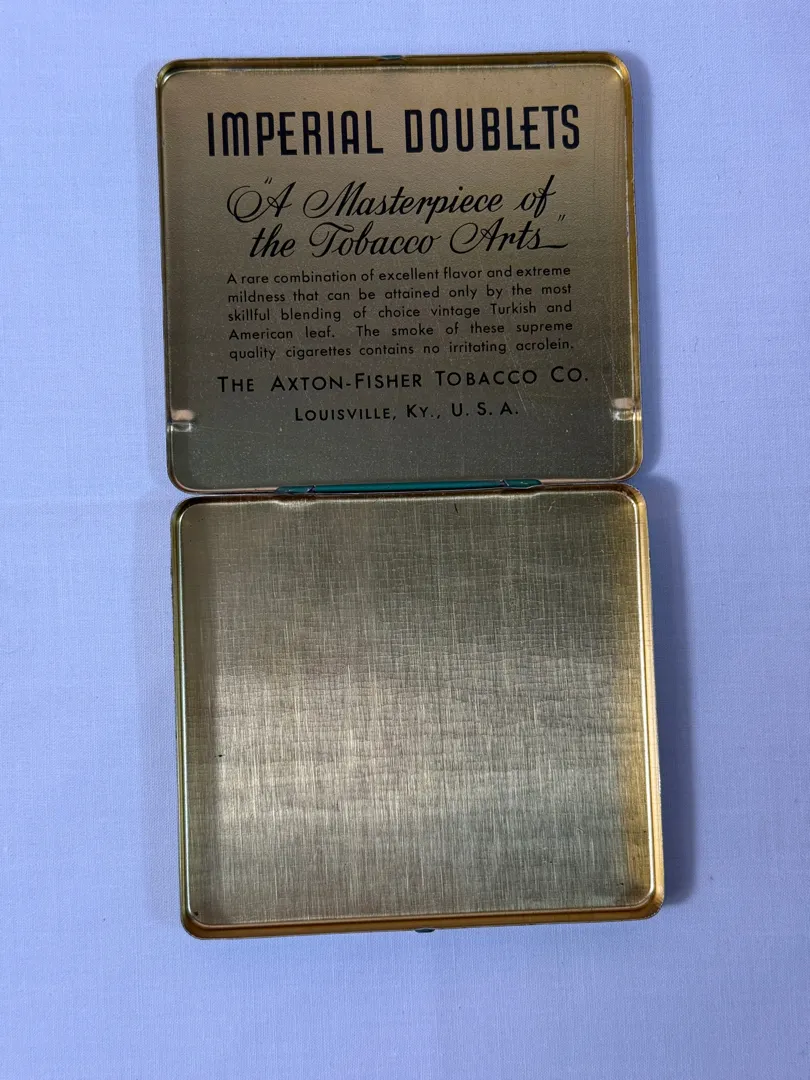 IMPERIAL DOUBLETS
"A Masterpiece of
the Tobacco Arts"
A rare combination of excellent flavor and extreme
mildness that can be attained only by the most
skillful blending of choice vintage Turkish and
American leaf. The smoke of these supreme
quality cigarettes contains no irritating acrolein.
THE AXTON-FISHER TOBACCO CO.
LOUISVILLE, KY., U. S. A.